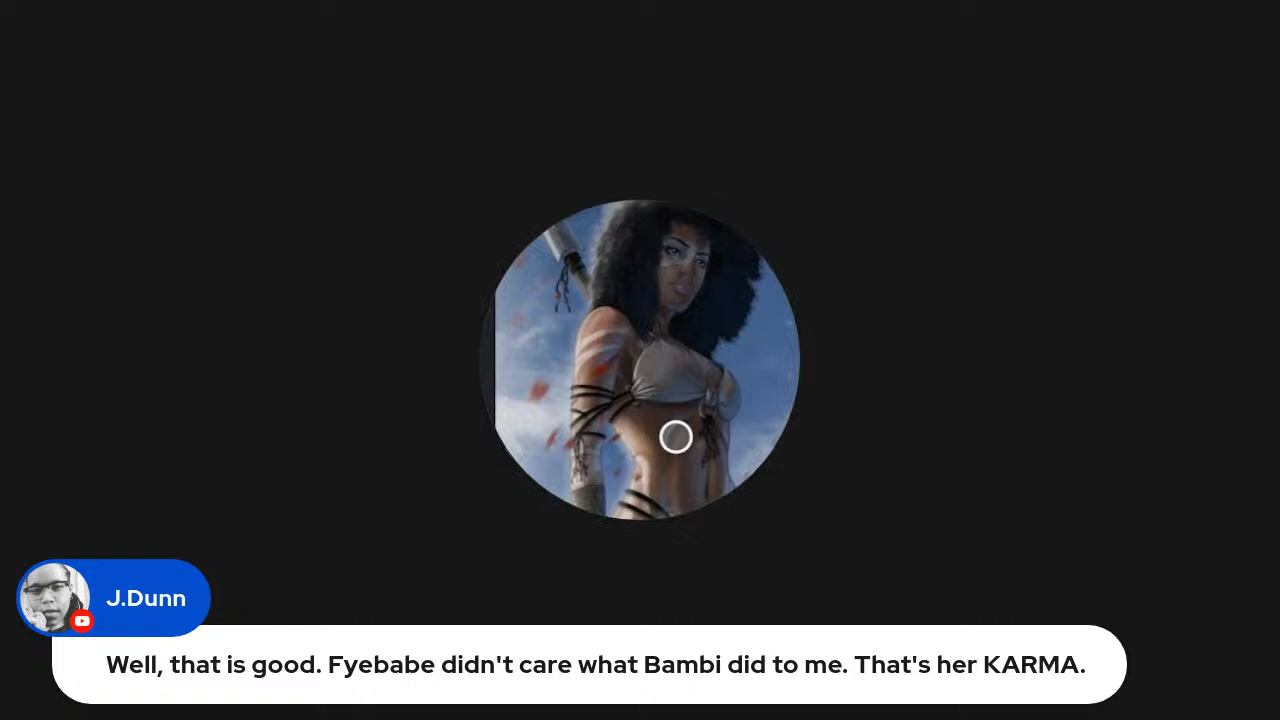 J.Dunn
Well, that is good. Fyebabe didn't care what Bambi did to me. That's her KARMA.